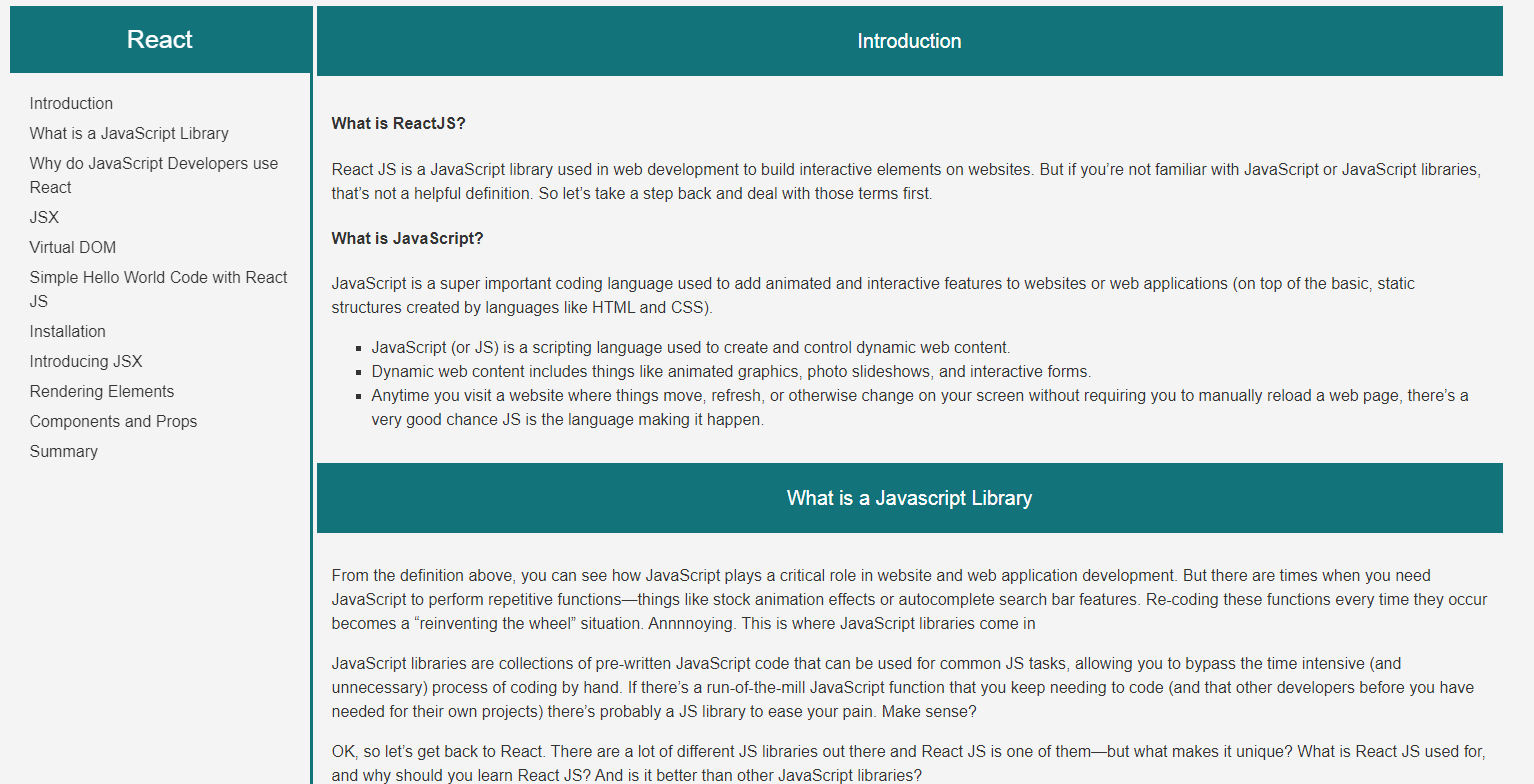 React
Introduction
What is a JavaScript Library
Why do JavaScript Developers use
React
JSX
Virtual DOM
Simple Hello World Code with React
JS
Installation
Introducing JSX
Rendering Elements
Components and Props
Summary
Introduction
What is ReactJS?
React JS is a JavaScript library used in web development to build interactive elements on websites. But if you’re not familiar with JavaScript or JavaScript libraries,
that’s not a helpful definition. So let’s take a step back and deal with those terms first.
What is JavaScript?
JavaScript is a super important coding language used to add animated and interactive features to websites or web applications (on top of the basic, static
structures created by languages like HTML and CSS).
▪ JavaScript (or JS) is a scripting language used to create and control dynamic web content.
▪ Dynamic web content includes things like animated graphics, photo slideshows, and interactive forms.
▪ Anytime you visit a website where things move, refresh, or otherwise change on your screen without requiring you to manually reload a web page, there’s a
very good chance JS is the language making it happen.
What is a Javascript Library
From the definition above, you can see how JavaScript plays a critical role in website and web application development. But there are times when you need
JavaScript to perform repetitive functions—things like stock animation effects or autocomplete search bar features. Re-coding these functions every time they occur
becomes a “reinventing the wheel” situation. Annnnoying. This is where JavaScript libraries come in
JavaScript libraries are collections of pre-written JavaScript code that can be used for common JS tasks, allowing you to bypass the time intensive (and
unnecessary) process of coding by hand. If there’s a run-of-the-mill JavaScript function that you keep needing to code (and that other developers before you have
needed for their own projects) there’s probably a JS library to ease your pain. Make sense?
OK, so let’s get back to React. There are a lot of different JS libraries out there and React JS is one of them—but what makes it unique? What is React JS used for,
and why should you learn React JS? And is it better than other JavaScript libraries?